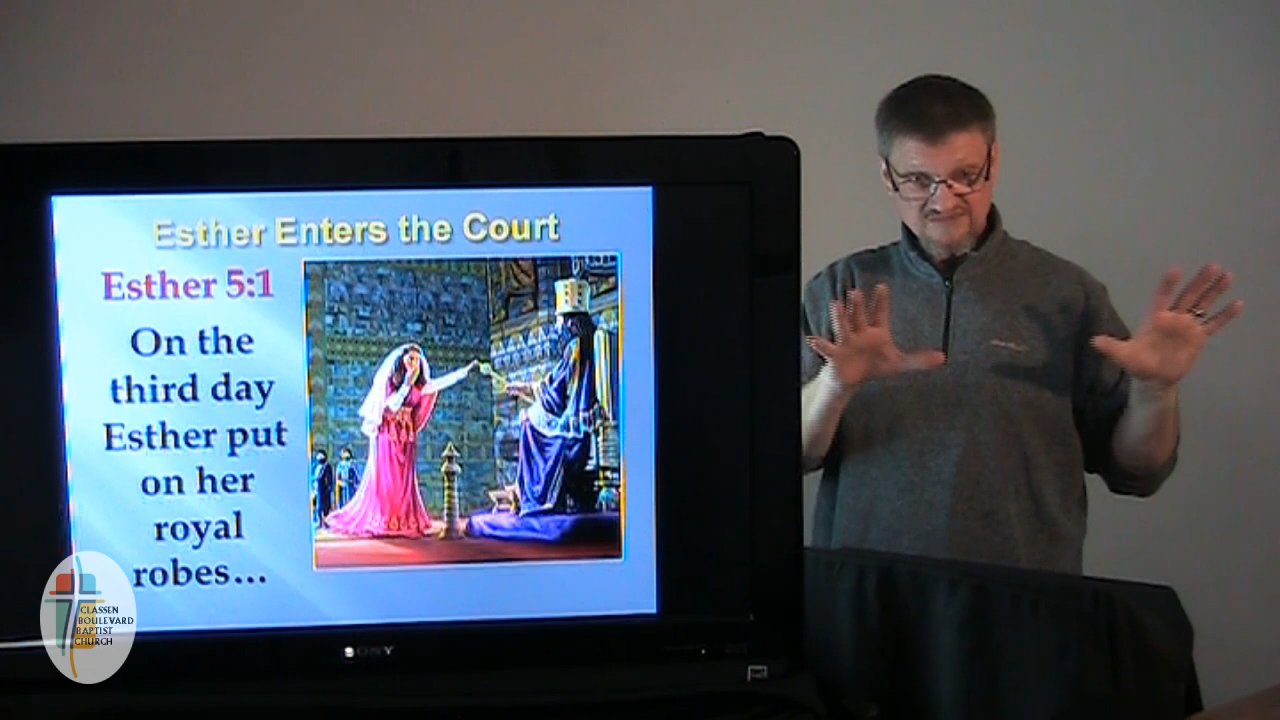 Esther Enters the Court
Esther 5:1
On the
third day
Esther put
on her
royal
robes...
CLASSEN
BOULEVARD
BAPTIST
CHURCH
SONY